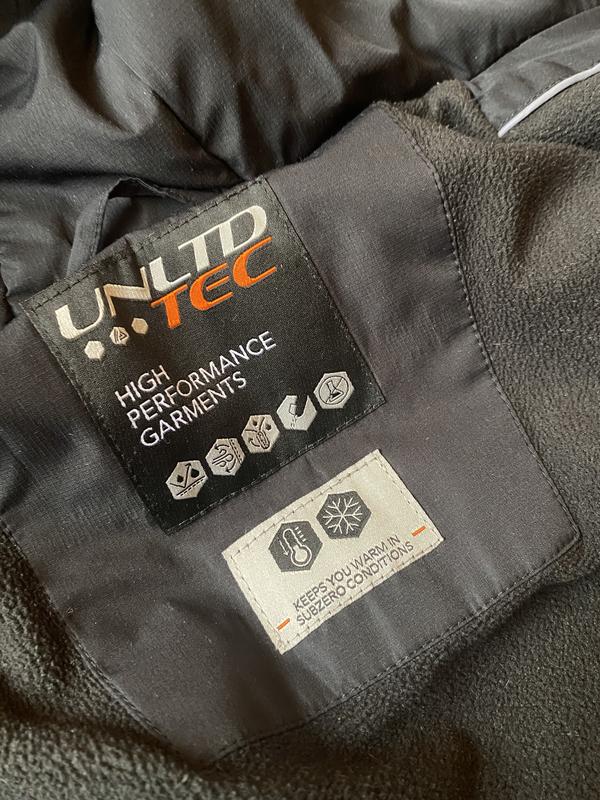 UNLTD
TEC
HIGH
PERFORMANCE
GARMENTS
KEEPS YOU WARM IN
SUBZERO CONDITIONS